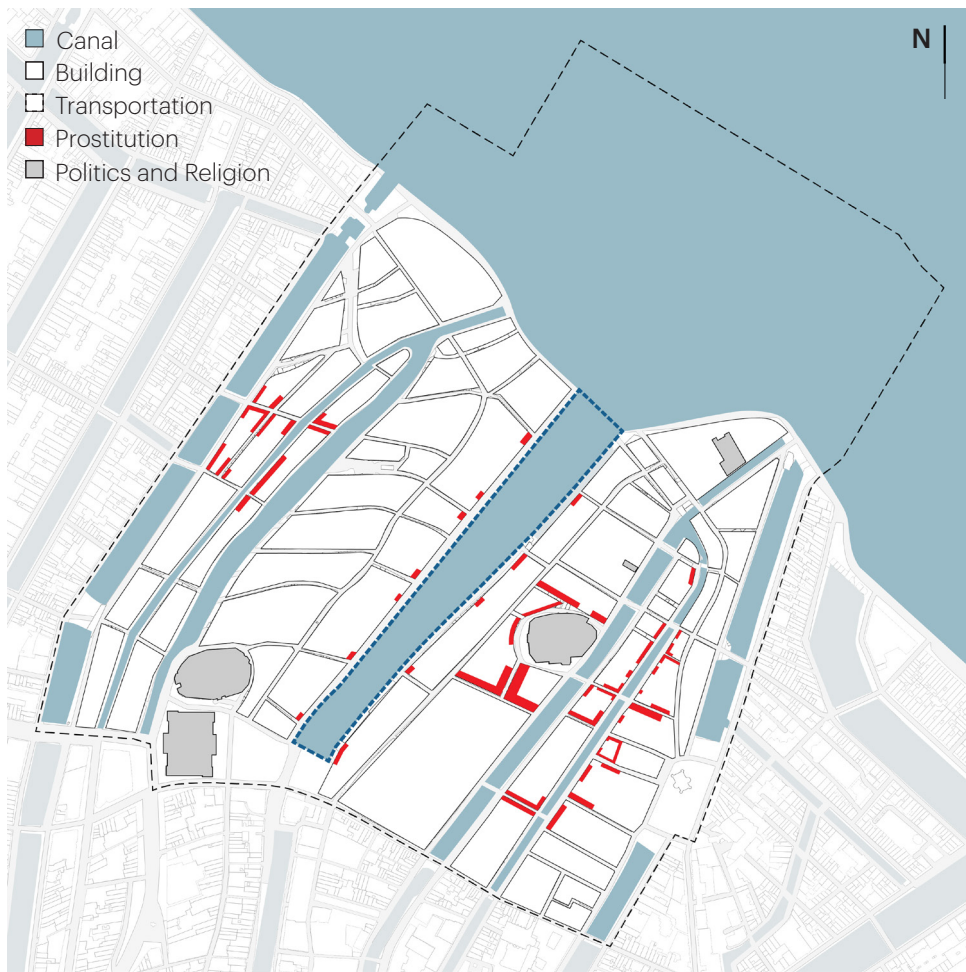 Canal
N
Building
Transportation
Prostitution
Politics and Religion